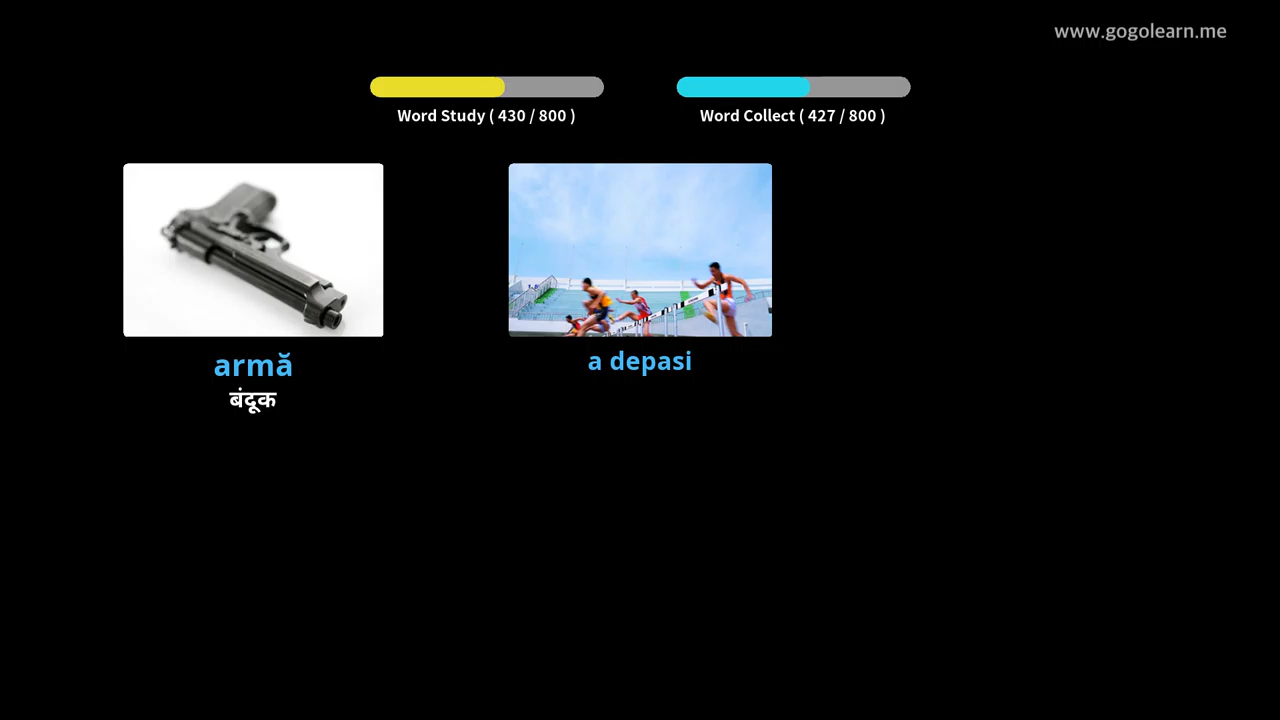 www.gogolearn.me
Word Study ( 430 / 800 )
Word Collect ( 427 / 800 )
armă
बंदूक
a depasi